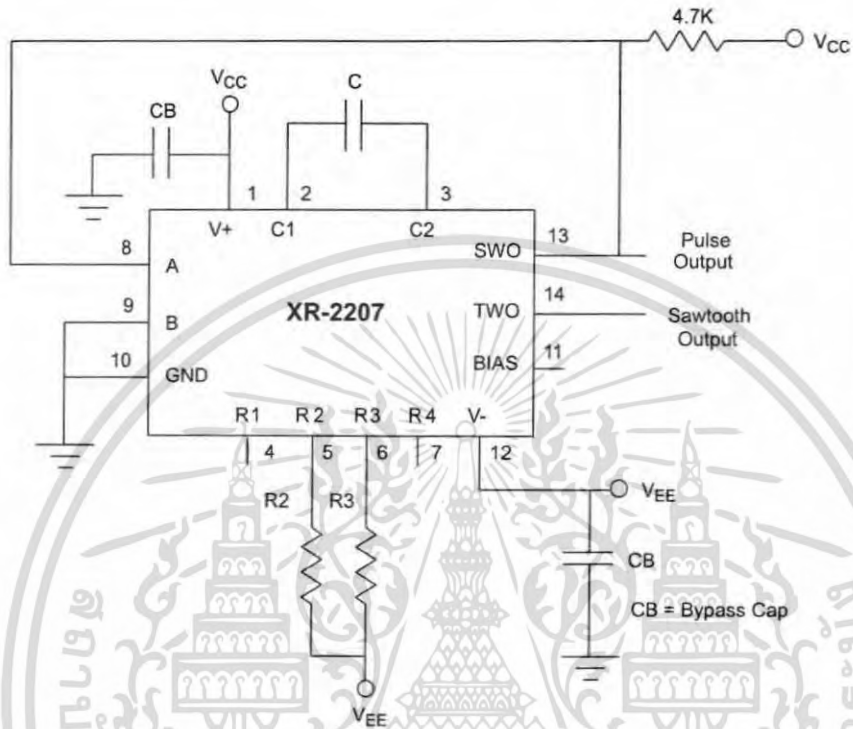 4.7K
VCC
VCC
C
CB
1 2 3
V+ C1 C2
8 A
SWO 13 Pulse Output
9 B
XR-2207
TWO 14 Sawtooth Output
10 GND
BIAS 11
R1 R2 R3 R4 V-
4 5 6 7 12
R2 R3
VEE
CB
CB = Bypass Cap
VEE